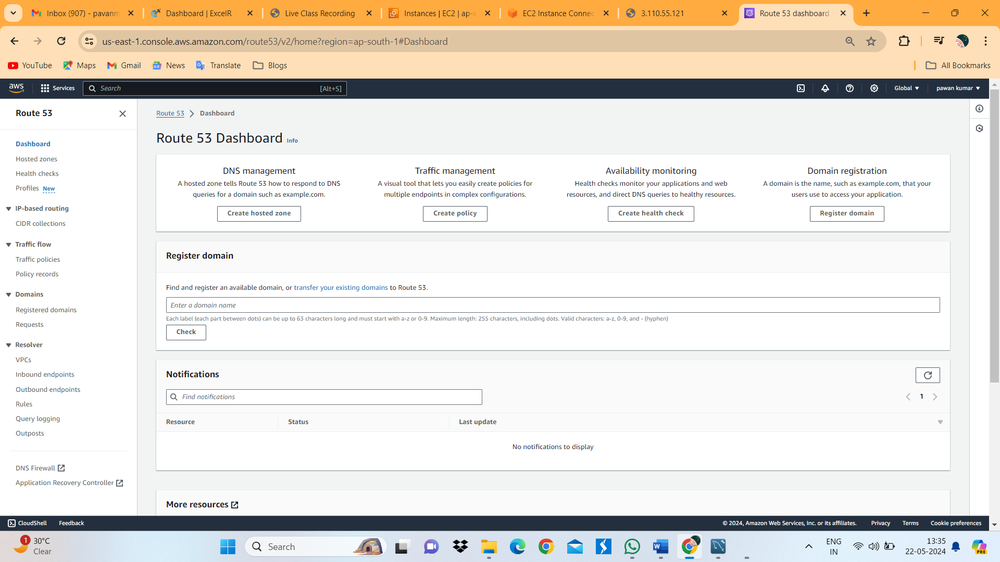 Inbox (907) - pavanm
Dashboard | ExcelR
Live Class Recording
Instances | EC2 | ap-s
EC2 Instance Connec
3.110.55.121
Route 53 dashboard
us-east-1.console.aws.amazon.com/route53/v2/home?region=ap-south-1#Dashboard
YouTube
Maps
Gmail
News
Translate
Blogs
All Bookmarks
aws
Services
Search
[Alt+S]
Global
pawan kumar
Route 53
Dashboard
Hosted zones
Health checks
Profiles New
IP-based routing
CIDR collections
Traffic flow
Traffic policies
Policy records
Domains
Registered domains
Requests
Resolver
VPCs
Inbound endpoints
Outbound endpoints
Rules
Query logging
Outposts
DNS Firewall
Application Recovery Controller
Route 53 > Dashboard
Route 53 Dashboard Info
DNS management
A hosted zone tells Route 53 how to respond to DNS
queries for a domain such as example.com.
Create hosted zone
Traffic management
A visual tool that lets you easily create policies for
multiple endpoints in complex configurations.
Create policy
Availability monitoring
Health checks monitor your applications and web
resources, and direct DNS queries to healthy resources.
Create health check
Domain registration
A domain is the name, such as example.com, that your
users use to access your application.
Register domain
Register domain
Find and register an available domain, or transfer your existing domains to Route 53.
Enter a domain name
Each label (each part between dots) can be up to 63 characters long and must start with a-z or 0-9. Maximum length: 255 characters, including dots. Valid characters: a-z, 0-9, and - (hyphen)
Check
Notifications
Find notifications
1
Resource
Status
Last update
No notifications to display
More resources
CloudShell
Feedback
© 2024, Amazon Web Services, Inc. or its affiliates.
Privacy
Terms
Cookie preferences
1
30°C
Clear
Search
ENG
IN
13:35
22-05-2024
PRE